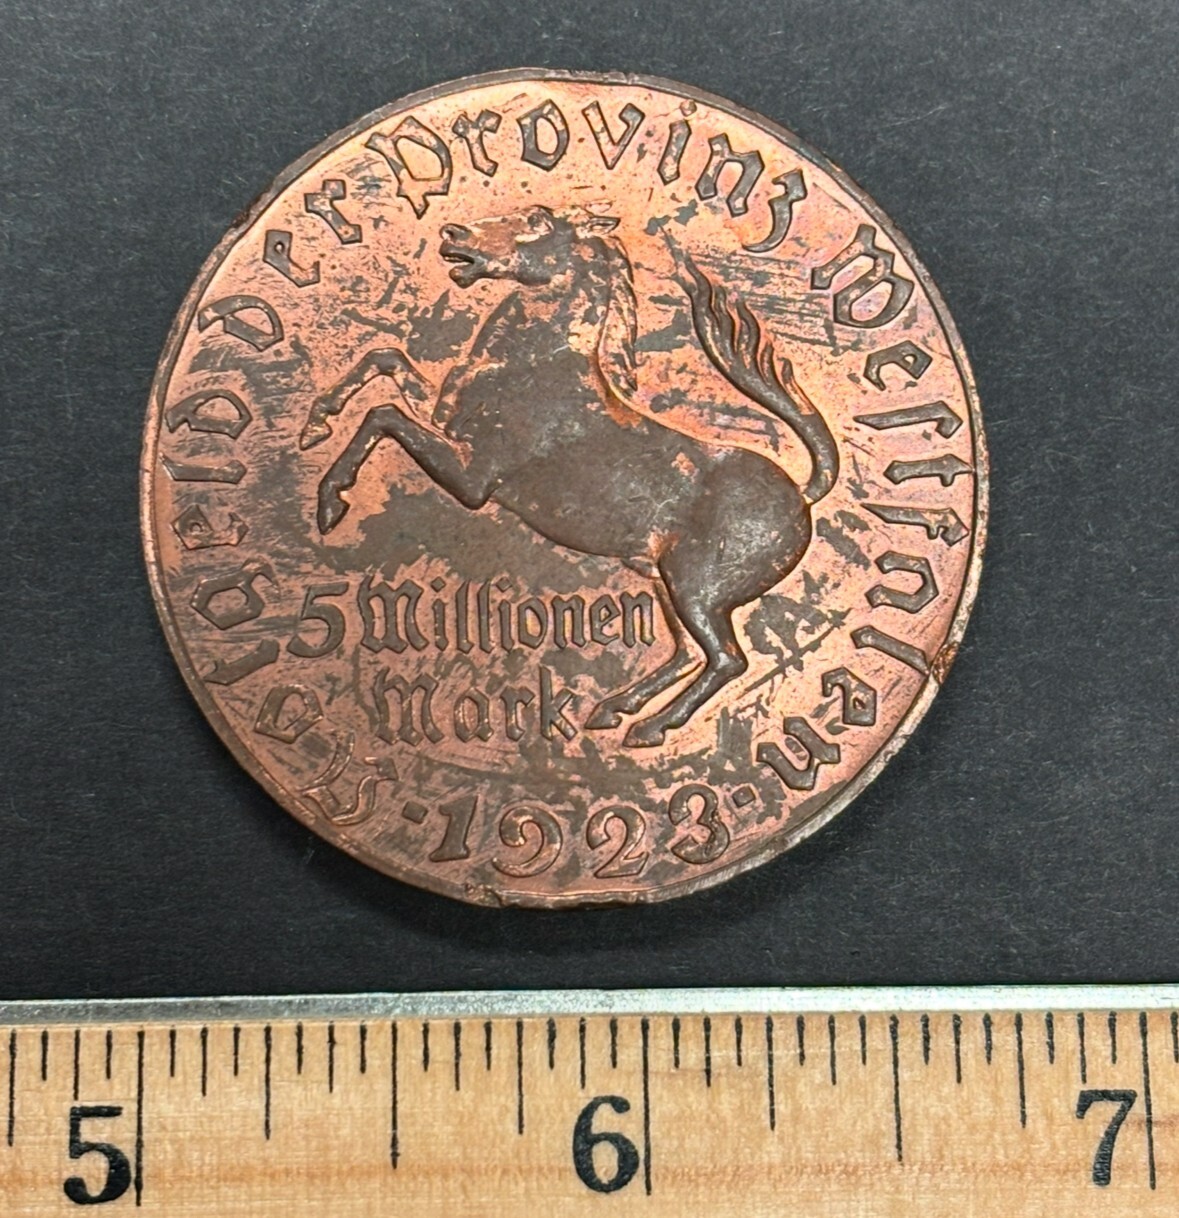 Notgeld der Provinz Westfalen
5 Millionen
Mark
·1923·
5 6 7